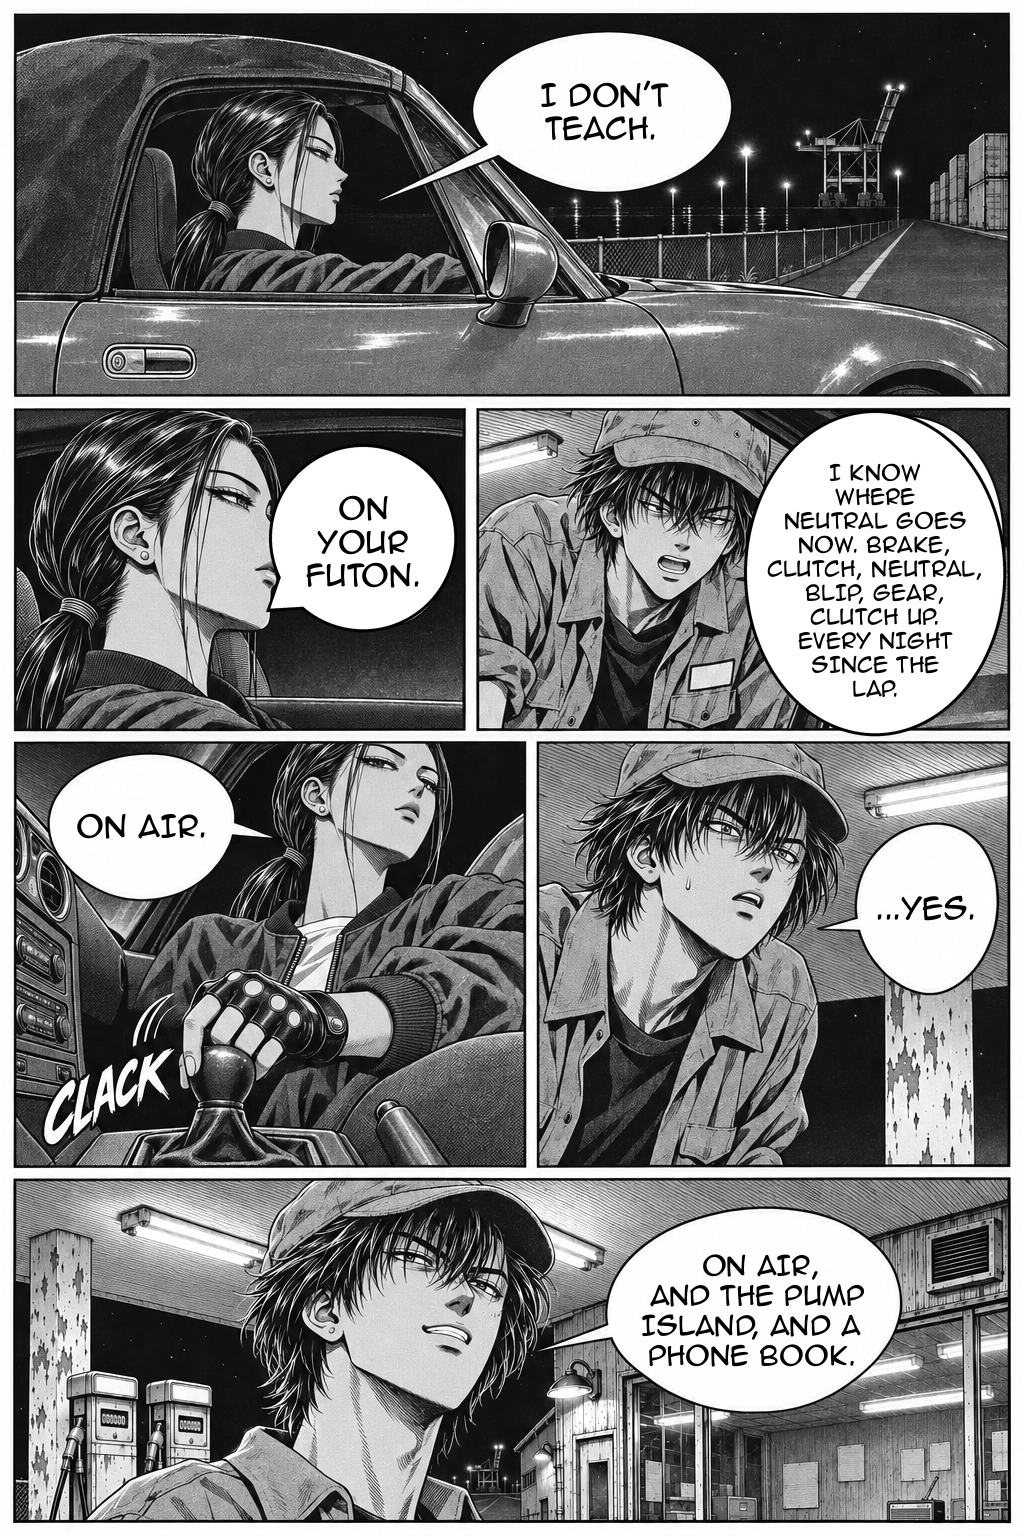 I DON'T
TEACH.
ON
YOUR
FUTON.
I KNOW
WHERE
NEUTRAL GOES
NOW. BRAKE,
CLUTCH, NEUTRAL,
BLIP, GEAR,
CLUTCH UP.
EVERY NIGHT
SINCE THE
LAP.
ON AIR.
CLACK
...YES.
ON AIR,
AND THE PUMP
ISLAND, AND A
PHONE BOOK.